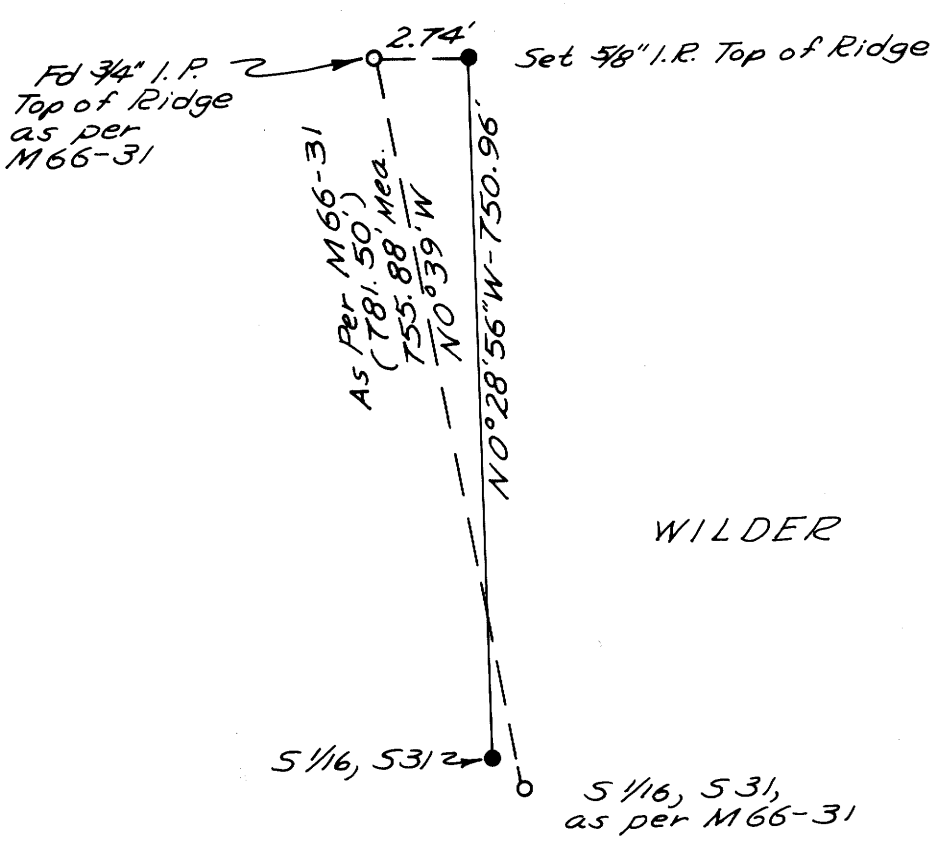 2.74'
Set 5/8" I.R. Top of Ridge
Fd 3/4" I.P.
Top of Ridge
as per
M66-31
As Per M66-31
(781.50')
755.88' Mea.
N0°39'W
N0°28'56"W-750.96'
WILDER
S 1/16, S31
S 1/16, S31,
as per M66-31